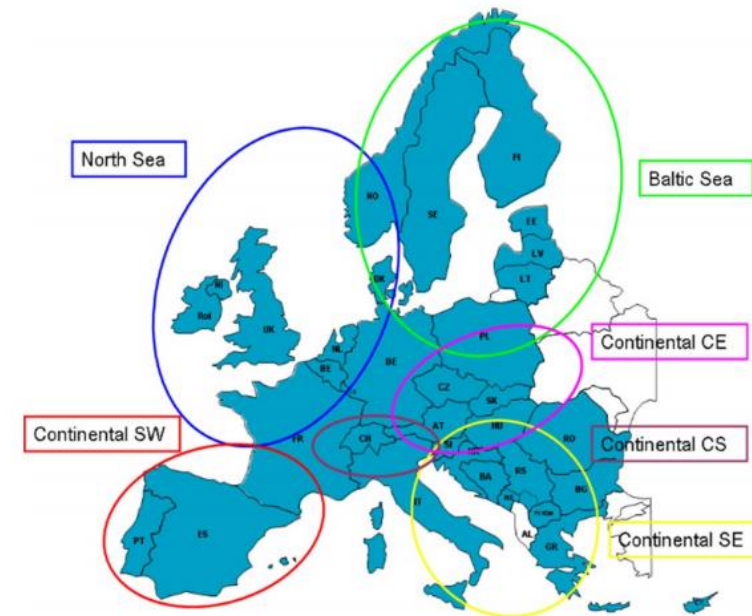 North Sea
Baltic Sea
Continental CE
Continental SW
Continental CS
Continental SE
FI
NO
SE
EE
LV
LT
DK
NI
RoI
UK
NL
BE
DE
PL
CZ
SK
AT
HU
FR
CH
SI
RO
BA
RS
BG
IT
AL
GR
PT
ES